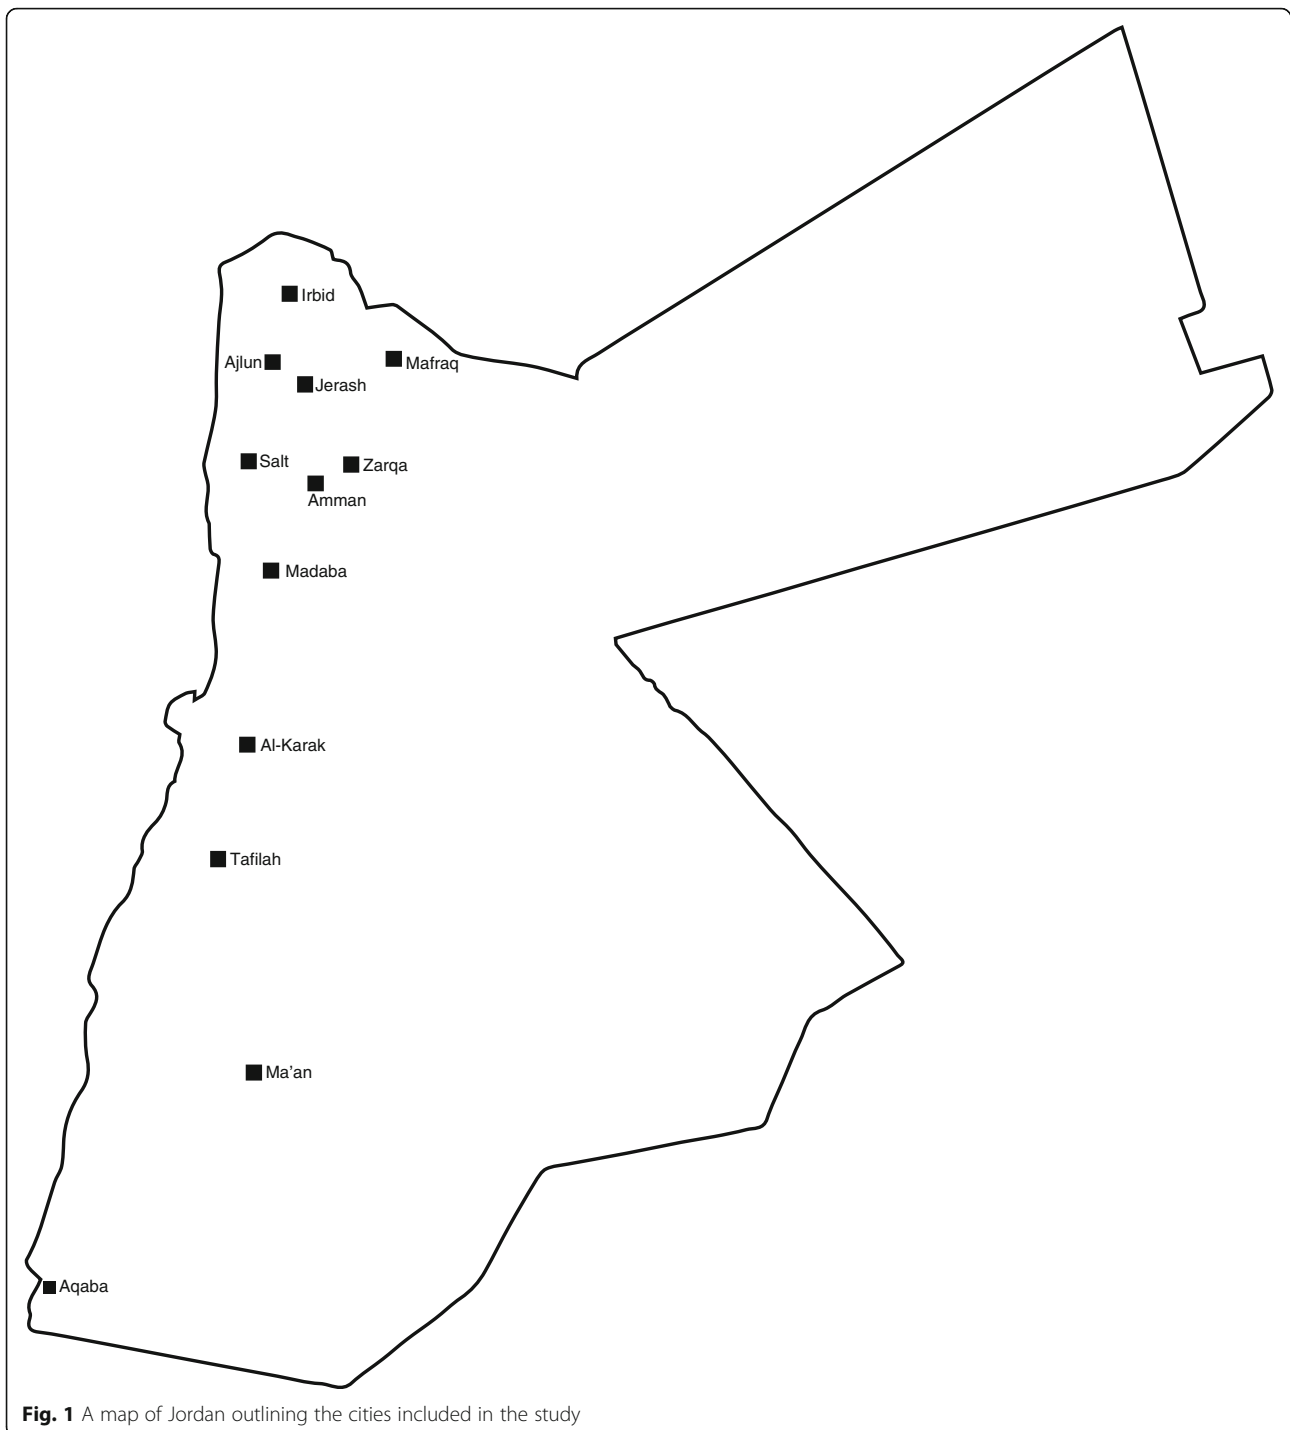 Irbid
Ajlun
Mafraq
Jerash
Salt
Zarqa
Amman
Madaba
Al-Karak
Tafilah
Ma’an
Aqaba
Fig. 1 A map of Jordan outlining the cities included in the study